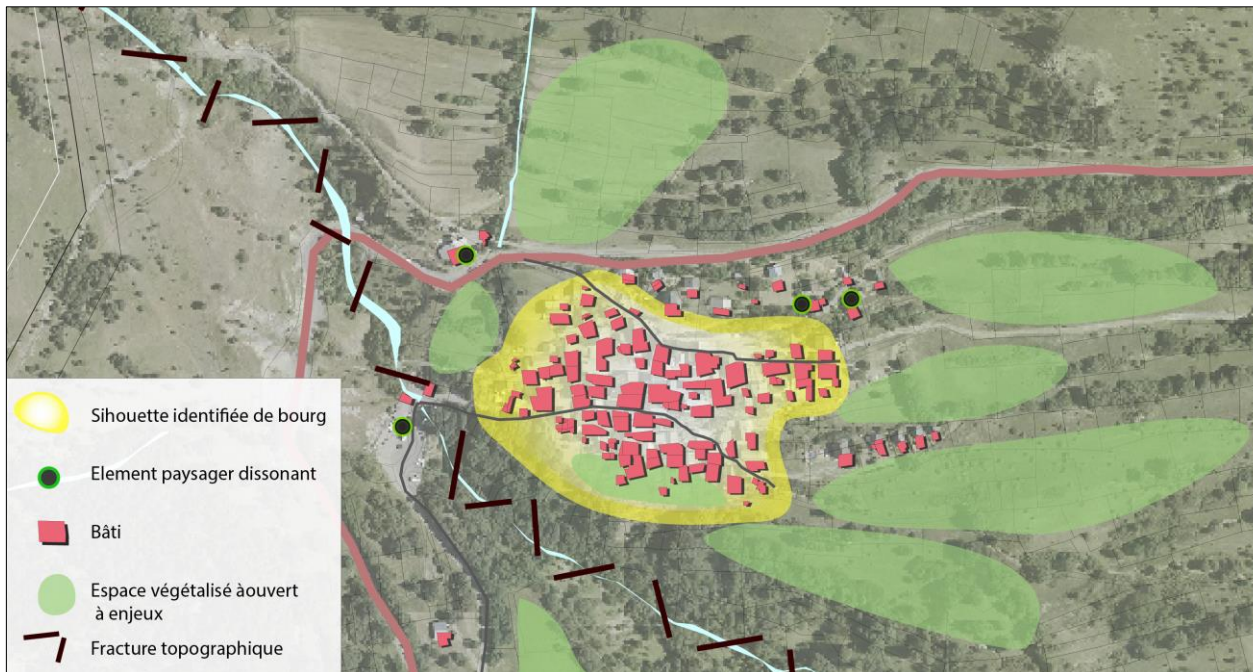 Sihouette identifiée de bourg
Element paysager dissonant
Bâti
Espace végétalisé àouvert
à enjeux
Fracture topographique